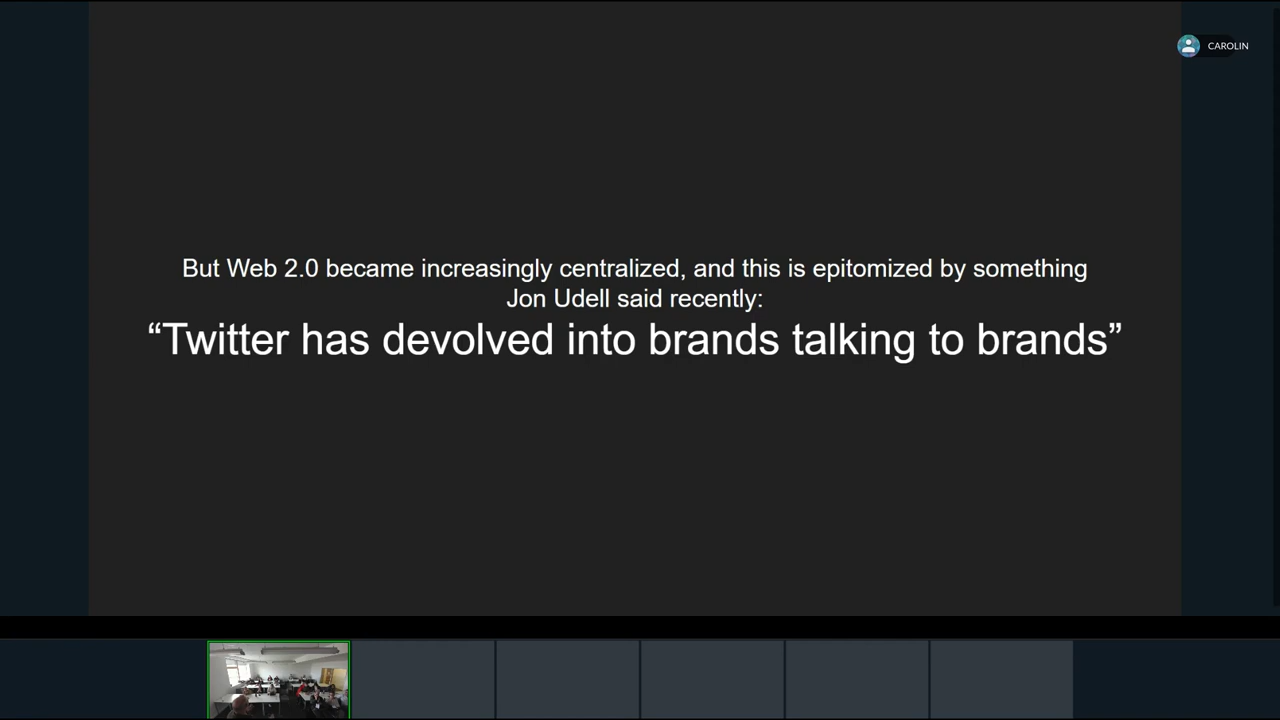 CAROLIN
But Web 2.0 became increasingly centralized, and this is epitomized by something
Jon Udell said recently:
“Twitter has devolved into brands talking to brands”